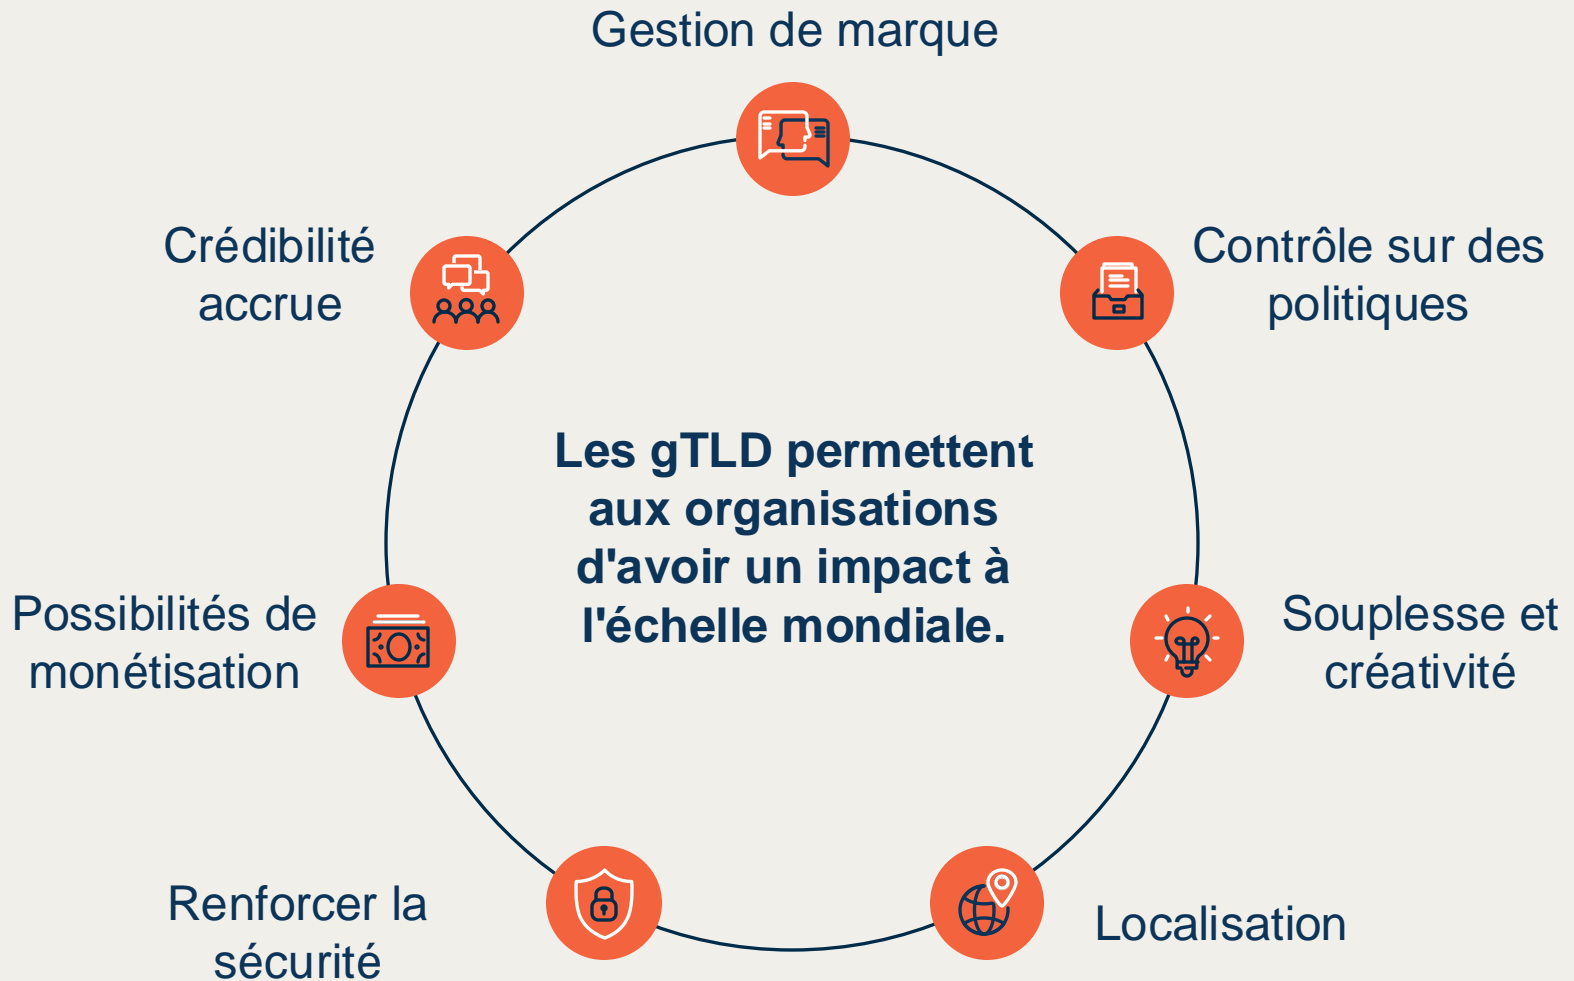 Gestion de marque
Crédibilité
accrue
Contrôle sur des
politiques
Les gTLD permettent
aux organisations
d'avoir un impact à
l'échelle mondiale.
Possibilités de
monétisation
Souplesse et
créativité
Renforcer la
sécurité
Localisation